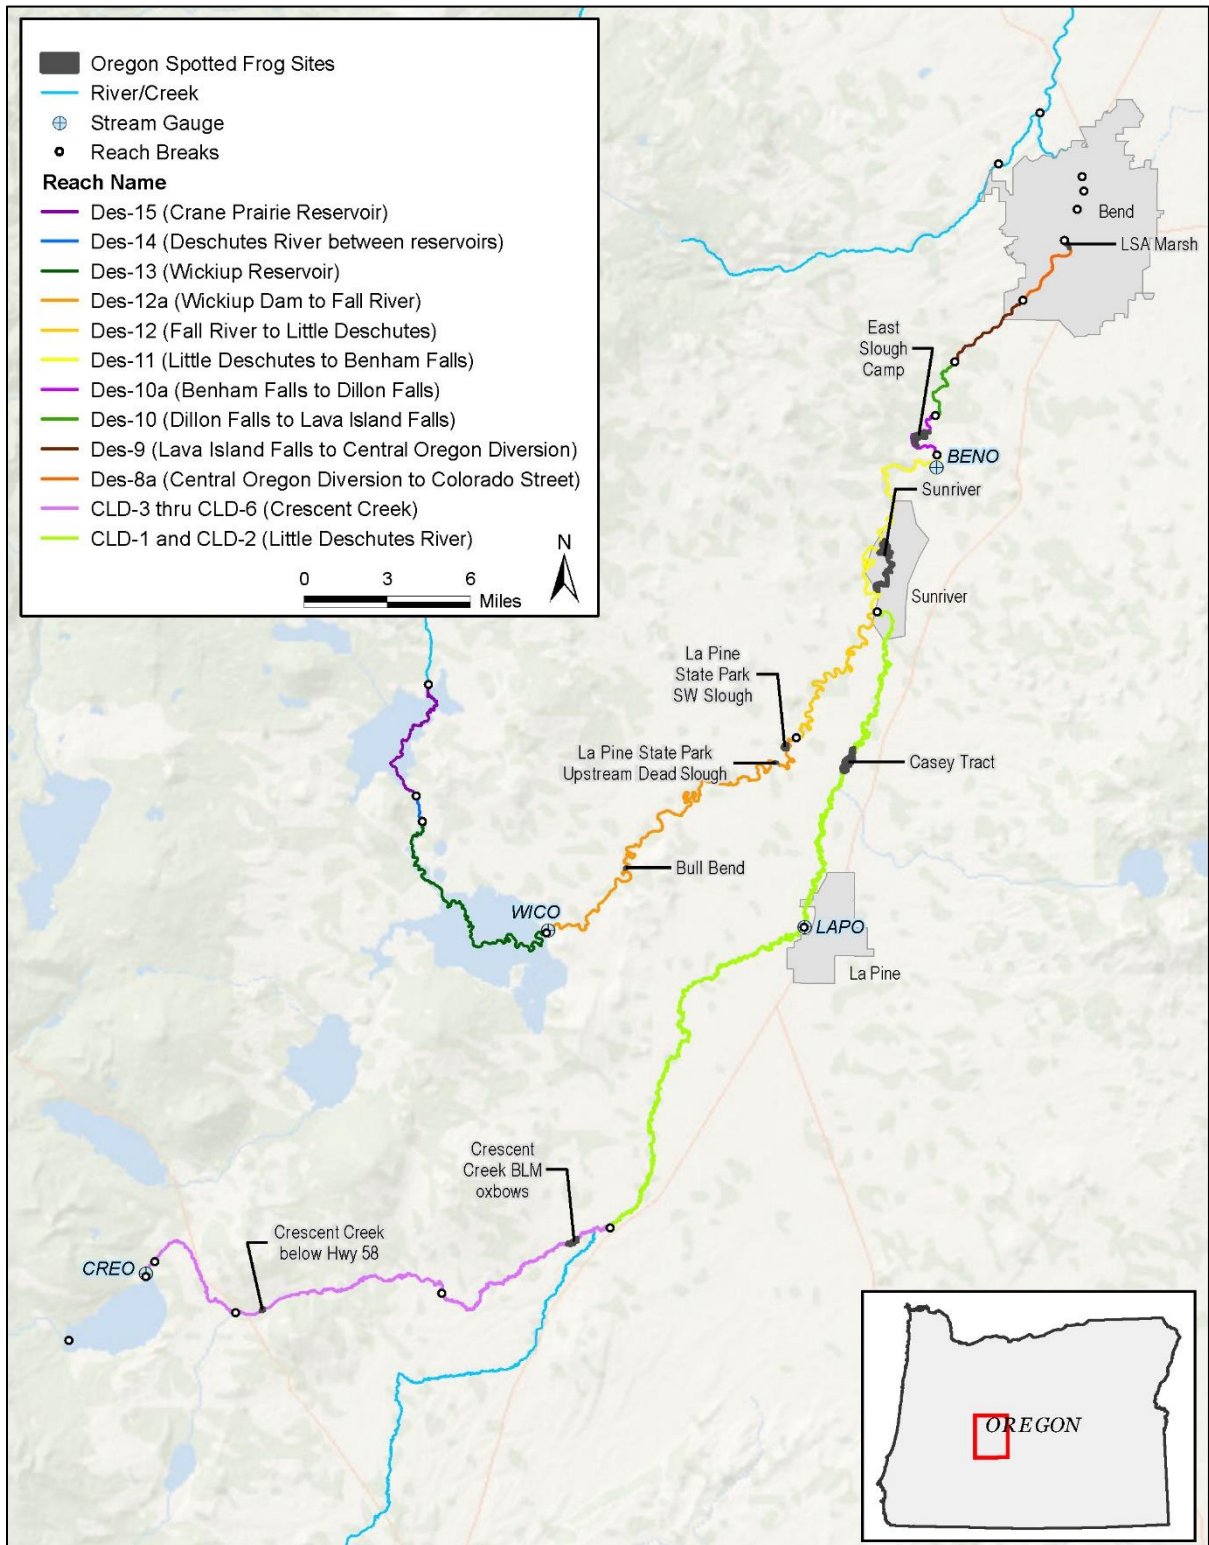 Oregon Spotted Frog Sites
River/Creek
Stream Gauge
Reach Breaks
Reach Name
Des-15 (Crane Prairie Reservoir)
Des-14 (Deschutes River between reservoirs)
Des-13 (Wickiup Reservoir)
Des-12a (Wickiup Dam to Fall River)
Des-12 (Fall River to Little Deschutes)
Des-11 (Little Deschutes to Benham Falls)
Des-10a (Benham Falls to Dillon Falls)
Des-10 (Dillon Falls to Lava Island Falls)
Des-9 (Lava Island Falls to Central Oregon Diversion)
Des-8a (Central Oregon Diversion to Colorado Street)
CLD-3 thru CLD-6 (Crescent Creek)
CLD-1 and CLD-2 (Little Deschutes River)
N
0 3 6
Miles
Bend
LSA Marsh
East
Slough
Camp
BENO
Sunriver
Sunriver
La Pine
State Park
SW Slough
La Pine State Park
Upstream Dead Slough
Casey Tract
Bull Bend
WICO
LAPO
La Pine
Crescent
Creek BLM
oxbows
Crescent Creek
below Hwy 58
CREO
OREGON